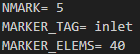 NMARK= 5
MARKER_TAG= inlet
MARKER_ELEMS= 40